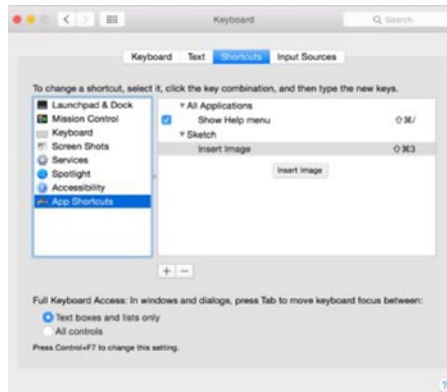 Keyboard
Search
Keyboard Text Shortcuts Input Sources
To change a shortcut, select it, click the key combination, and then type the new keys.
Launchpad & Dock
Mission Control
Keyboard
Screen Shots
Services
Spotlight
Accessibility
App Shortcuts
All Applications
Show Help menu ⇧⌘/
Sketch
Insert Image ⇧⌘3
Insert Image
+ −
Full Keyboard Access: In windows and dialogs, press Tab to move keyboard focus between:
Text boxes and lists only
All controls
Press Control+F7 to change this setting.
?